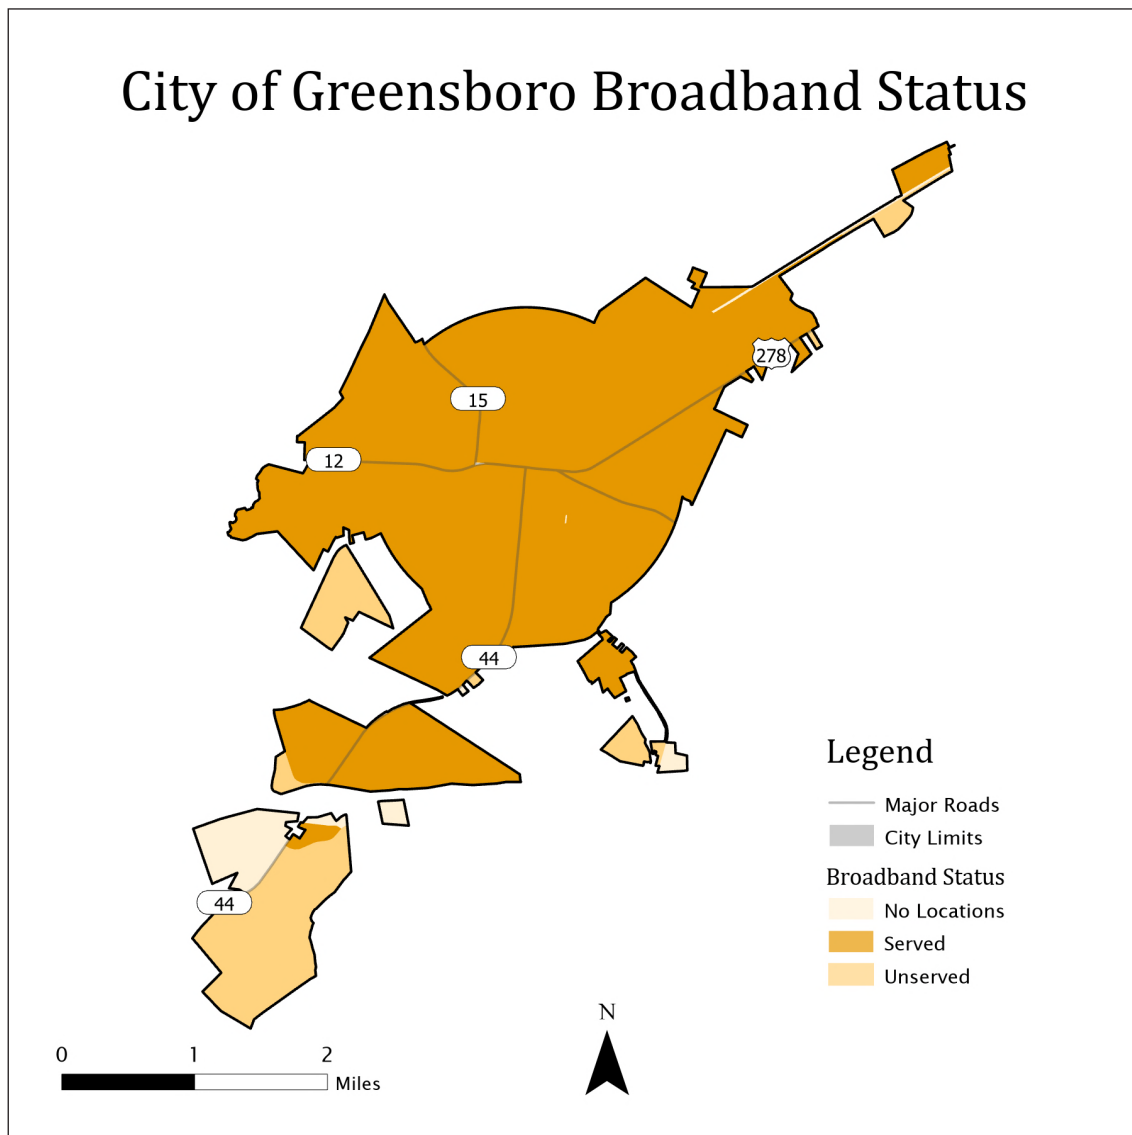 City of Greensboro Broadband Status
278
15
12
44
44
Legend
Major Roads
City Limits
Broadband Status
No Locations
Served
Unserved
N
0 1 2
Miles